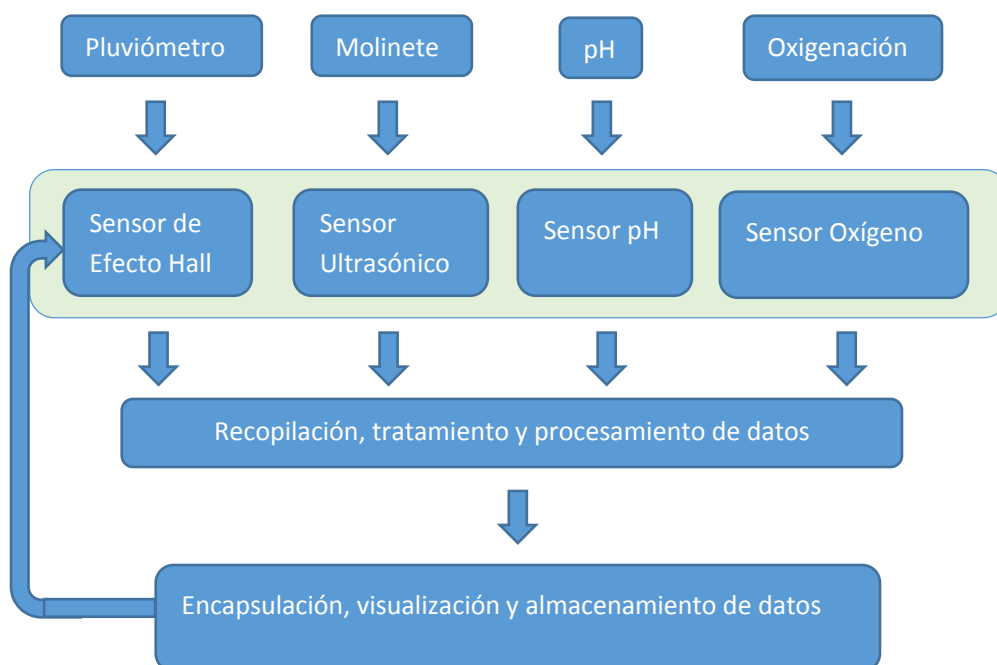 Pluviómetro
Molinete
pH
Oxigenación
Sensor de
Efecto Hall
Sensor
Ultrasónico
Sensor pH
Sensor Oxígeno
Recopilación, tratamiento y procesamiento de datos
Encapsulación, visualización y almacenamiento de datos